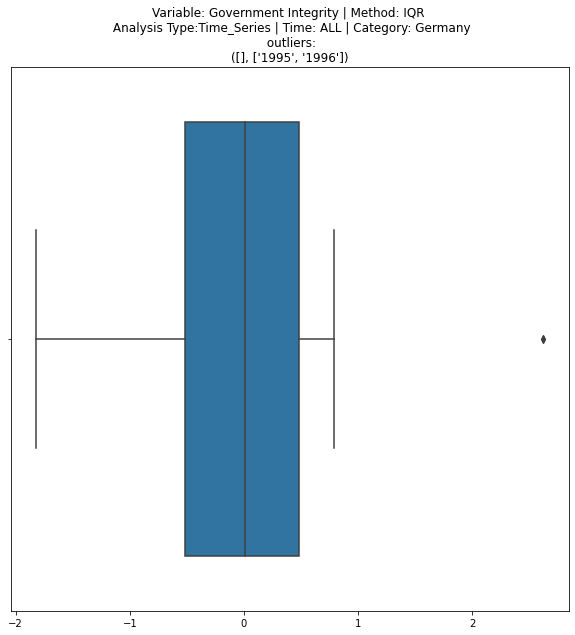 Variable: Government Integrity | Method: IQR
Analysis Type:Time_Series | Time: ALL | Category: Germany
outliers:
([], ['1995', '1996'])
−2 −1 0 1 2